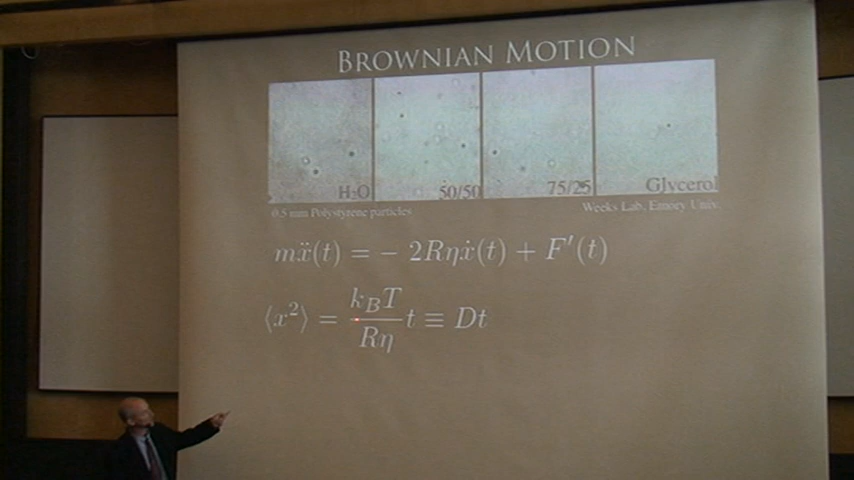 BROWNIAN MOTION
H₂O 50/50 75/25 Glycerol
0.5 mm Polystyrene particles Weeks Lab, Emory Univ.
mẍ(t) = − 2Rηẋ(t) + F′(t)
⟨x²⟩ = k_BT/Rη t ≡ Dt